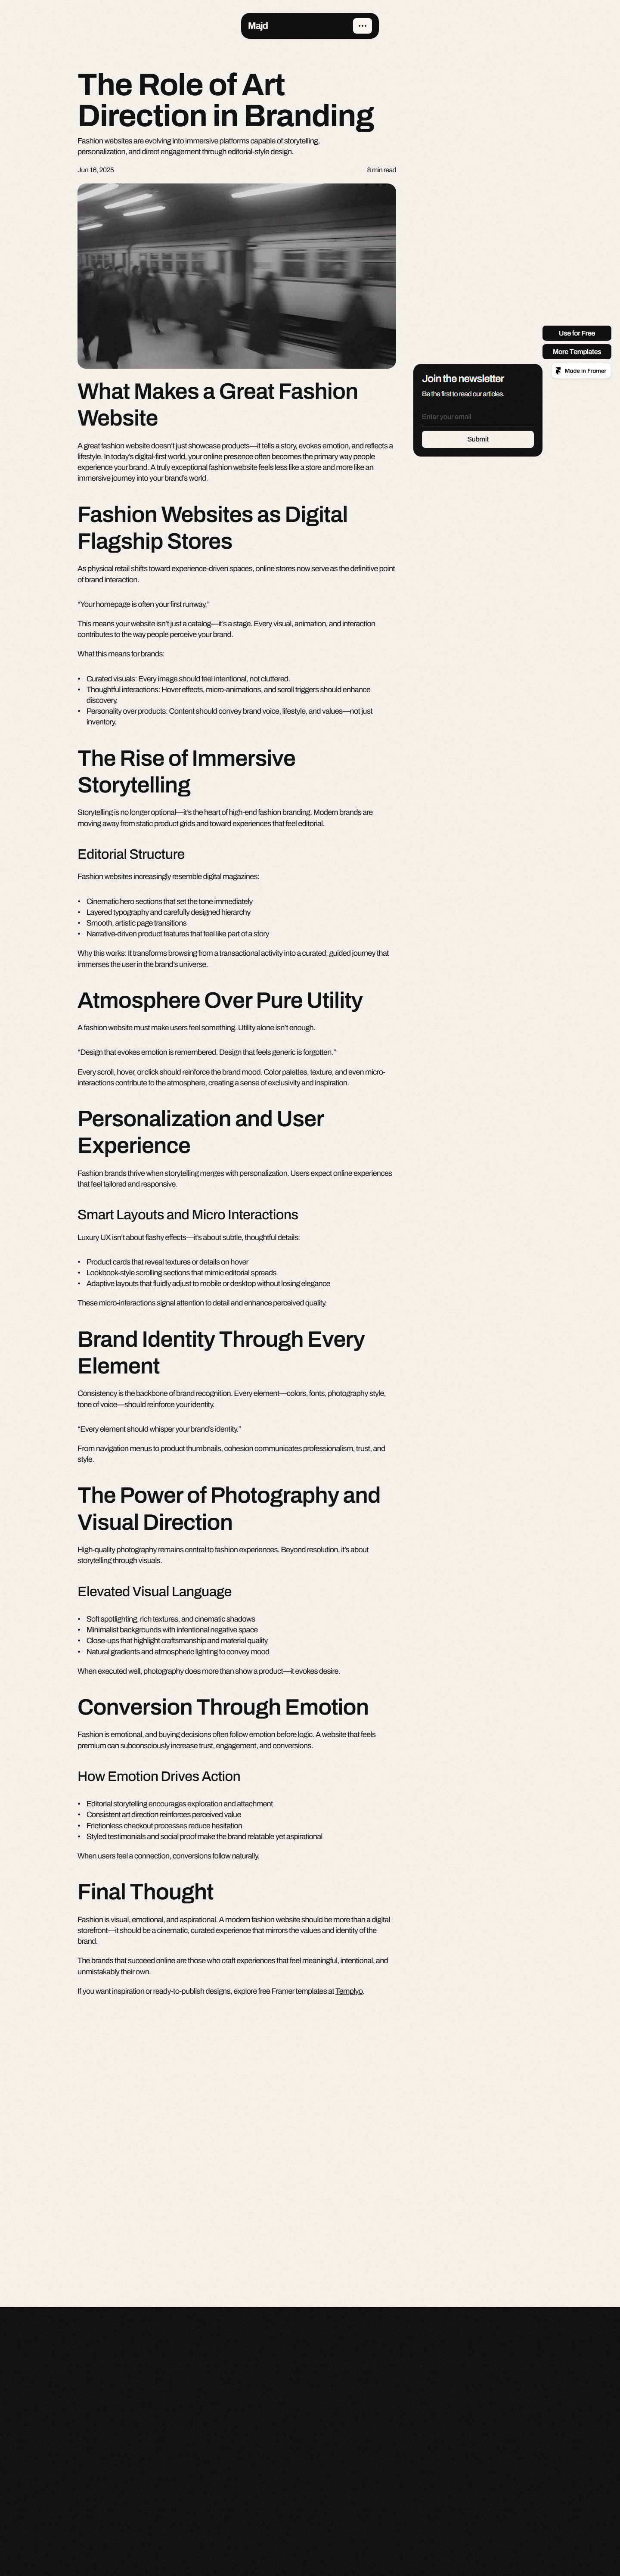 Majd
The Role of Art
Direction in Branding
Fashion websites are evolving into immersive platforms capable of storytelling,
personalization, and direct engagement through editorial-style design.
Jun 16, 2025
8 min read
Use for Free
More Templates
Made in Framer
Join the newsletter
Be the first to read our articles.
Enter your email
Submit
What Makes a Great Fashion
Website
A great fashion website doesn't just showcase products—it tells a story, evokes emotion, and reflects a
lifestyle. In today's digital-first world, your online presence often becomes the primary way people
experience your brand. A truly exceptional fashion website feels less like a store and more like an
immersive journey into your brand's world.
Fashion Websites as Digital
Flagship Stores
As physical retail shifts toward experience-driven spaces, online stores now serve as the definitive point
of brand interaction.
“Your homepage is often your first runway.”
This means your website isn't just a catalog—it's a stage. Every visual, animation, and interaction
contributes to the way people perceive your brand.
What this means for brands:
• Curated visuals: Every image should feel intentional, not cluttered.
• Thoughtful interactions: Hover effects, micro-animations, and scroll triggers should enhance
discovery.
• Personality over products: Content should convey brand voice, lifestyle, and values—not just
inventory.
The Rise of Immersive
Storytelling
Storytelling is no longer optional—it's the heart of high-end fashion branding. Modern brands are
moving away from static product grids and toward experiences that feel editorial.
Editorial Structure
Fashion websites increasingly resemble digital magazines:
• Cinematic hero sections that set the tone immediately
• Layered typography and carefully designed hierarchy
• Smooth, artistic page transitions
• Narrative-driven product features that feel like part of a story
Why this works: It transforms browsing from a transactional activity into a curated, guided journey that
immerses the user in the brand's universe.
Atmosphere Over Pure Utility
A fashion website must make users feel something. Utility alone isn't enough.
“Design that evokes emotion is remembered. Design that feels generic is forgotten.”
Every scroll, hover, or click should reinforce the brand mood. Color palettes, texture, and even micro-
interactions contribute to the atmosphere, creating a sense of exclusivity and inspiration.
Personalization and User
Experience
Fashion brands thrive when storytelling merges with personalization. Users expect online experiences
that feel tailored and responsive.
Smart Layouts and Micro Interactions
Luxury UX isn't about flashy effects—it's about subtle, thoughtful details:
• Product cards that reveal textures or details on hover
• Lookbook-style scrolling sections that mimic editorial spreads
• Adaptive layouts that fluidly adjust to mobile or desktop without losing elegance
These micro-interactions signal attention to detail and enhance perceived quality.
Brand Identity Through Every
Element
Consistency is the backbone of brand recognition. Every element—colors, fonts, photography style,
tone of voice—should reinforce your identity.
“Every element should whisper your brand's identity.”
From navigation menus to product thumbnails, cohesion communicates professionalism, trust, and
style.
The Power of Photography and
Visual Direction
High-quality photography remains central to fashion experiences. Beyond resolution, it's about
storytelling through visuals.
Elevated Visual Language
• Soft spotlighting, rich textures, and cinematic shadows
• Minimalist backgrounds with intentional negative space
• Close-ups that highlight craftsmanship and material quality
• Natural gradients and atmospheric lighting to convey mood
When executed well, photography does more than show a product—it evokes desire.
Conversion Through Emotion
Fashion is emotional, and buying decisions often follow emotion before logic. A website that feels
premium can subconsciously increase trust, engagement, and conversions.
How Emotion Drives Action
• Editorial storytelling encourages exploration and attachment
• Consistent art direction reinforces perceived value
• Frictionless checkout processes reduce hesitation
• Styled testimonials and social proof make the brand relatable yet aspirational
When users feel a connection, conversions follow naturally.
Final Thought
Fashion is visual, emotional, and aspirational. A modern fashion website should be more than a digital
storefront—it should be a cinematic, curated experience that mirrors the values and identity of the
brand.
The brands that succeed online are those who craft experiences that feel meaningful, intentional, and
unmistakably their own.
If you want inspiration or ready-to-publish designs, explore free Framer templates at Templyo.